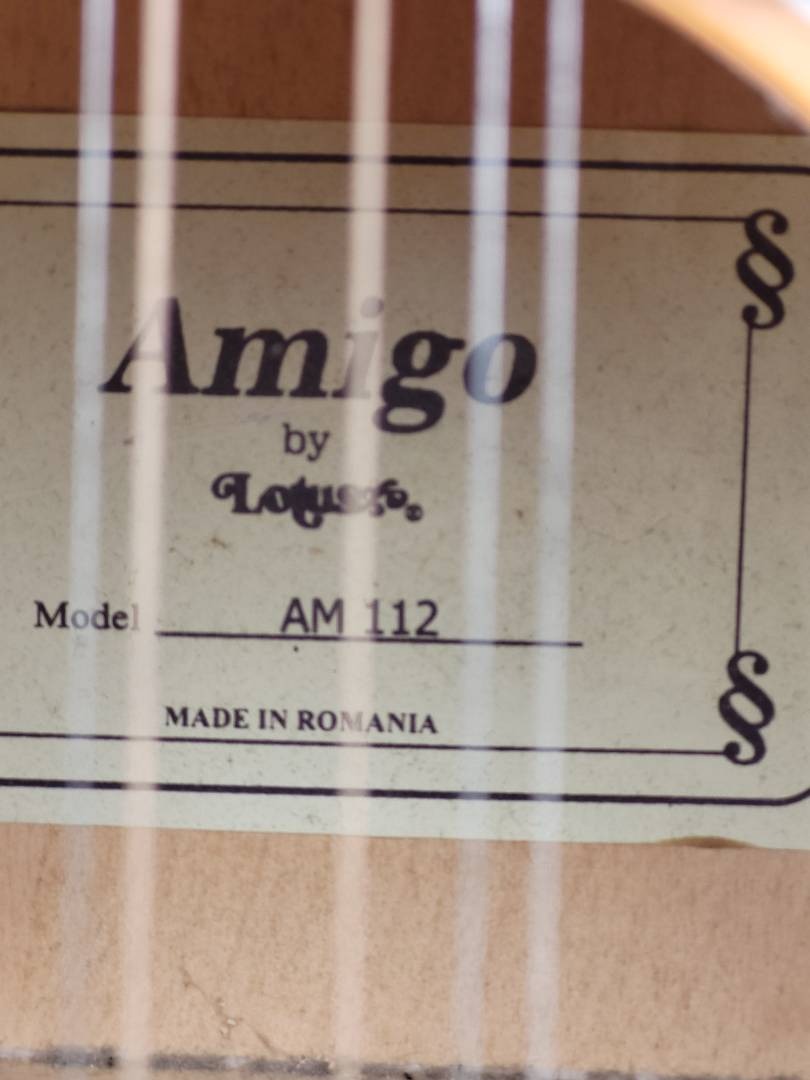 Amigo
by
Lotus®
Model AM 112
MADE IN ROMANIA